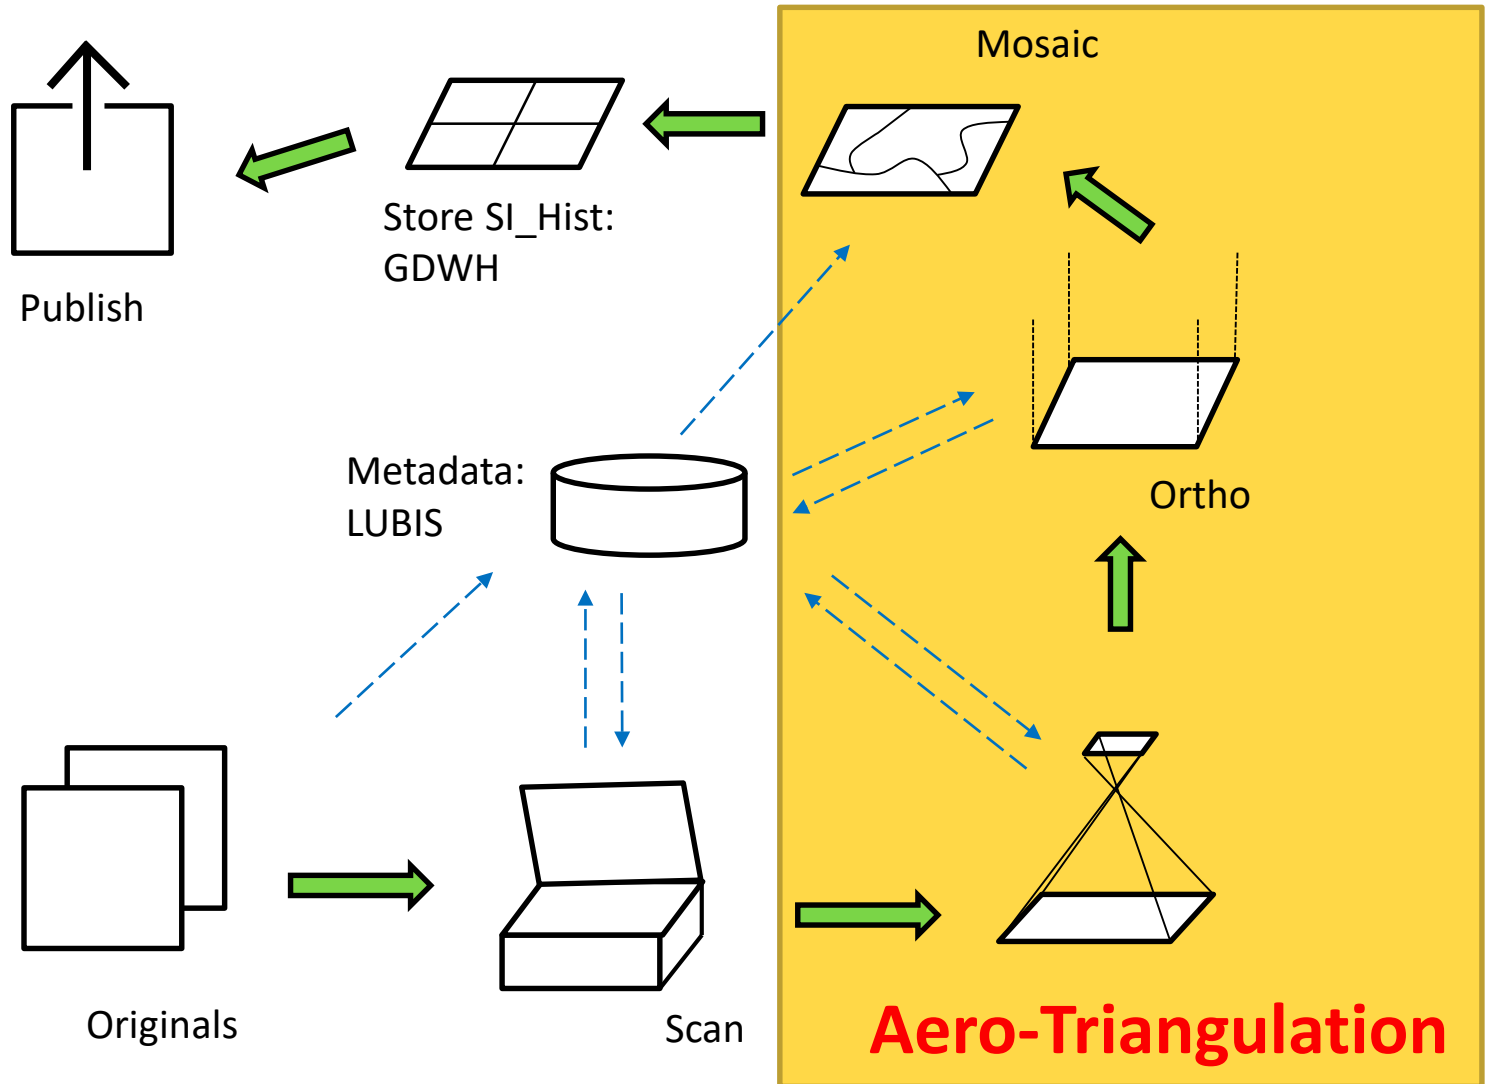 Mosaic
Store SI_Hist:
GDWH
Publish
Metadata:
LUBIS
Ortho
Originals
Scan
Aero-Triangulation